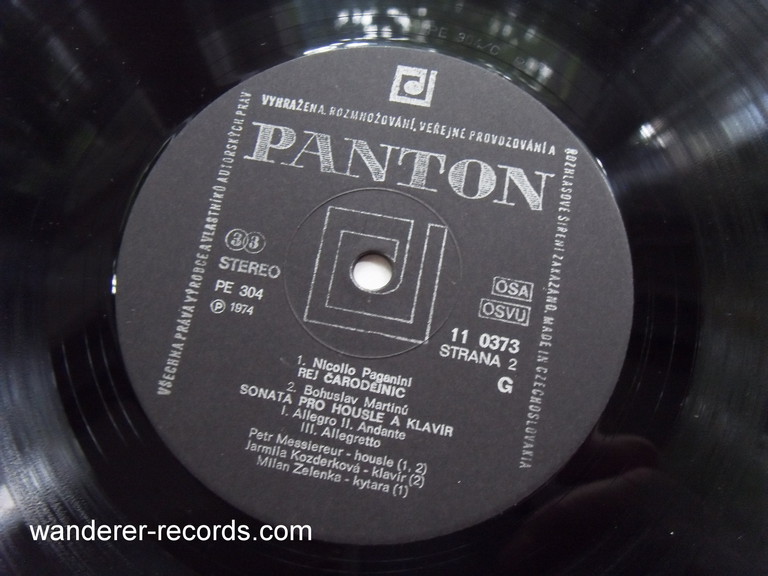 VŠECHNA PRÁVA VÝROBCE A VLASTNÍKŮ AUTORSKÝCH PRÁV
VYHRAŽENA. ROZMNOŽOVÁNÍ, VEŘEJNÉ PROVOZOVÁNÍ A
ROZHLASOVÉ ŠÍŘENÍ ZAKÁZÁNO. MADE IN CZECHOSLOVAKIA
PANTON
33
STEREO
PE 304
Ⓟ 1974
OSA
OSVU
11 0373
STRANA 2
G
1. Nicollo Paganini
REJ ČARODĚJNIC
2. Bohuslav Martinů
SONATA PRO HOUSLE A KLAVÍR
I. Allegro II. Andante
III. Allegretto
Petr Messiereur - housle (1, 2)
Jarmila Kozderková - klavír (2)
Milan Zelenka - kytara (1)
wanderer-records.com